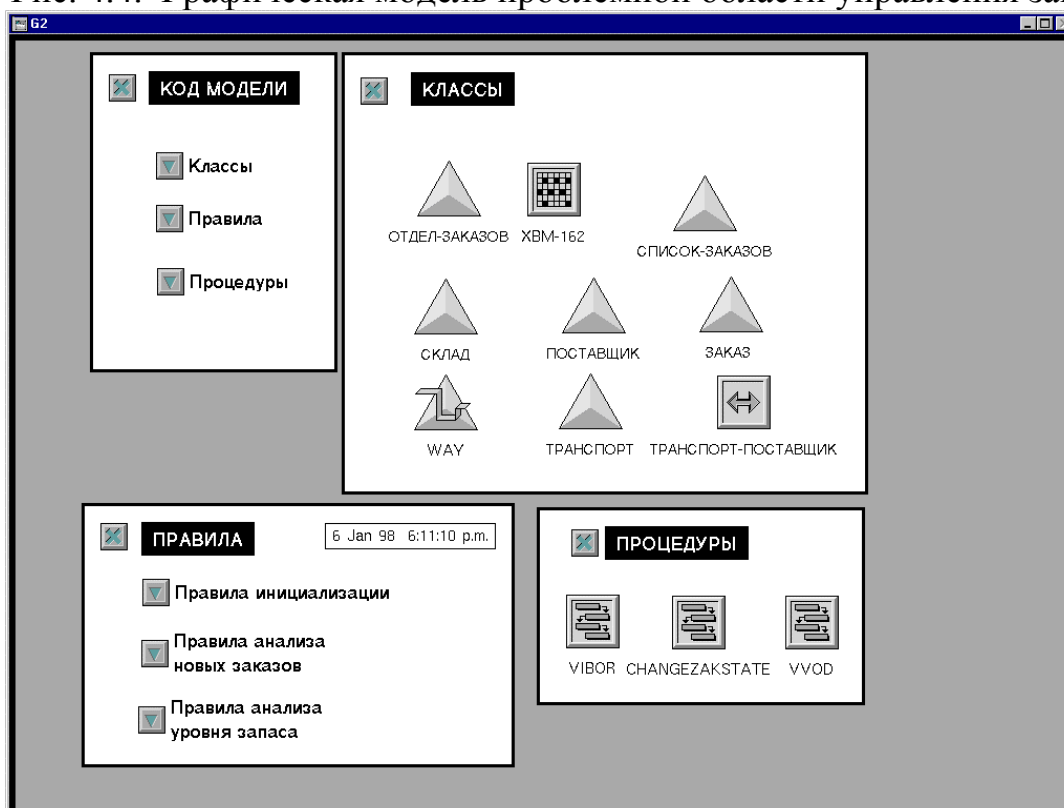 Рис. 4.4. Графическая модель проблемной области управления
G2
КОД МОДЕЛИ
Классы
Правила
Процедуры
КЛАССЫ
ОТДЕЛ-ЗАКАЗОВ
XBM-162
СПИСОК-ЗАКАЗОВ
СКЛАД
ПОСТАВЩИК
ЗАКАЗ
WAY
ТРАНСПОРТ
ТРАНСПОРТ-ПОСТАВЩИК
ПРАВИЛА
6 Jan 98 6:11:10 p.m.
Правила инициализации
Правила анализа
новых заказов
Правила анализа
уровня запаса
ПРОЦЕДУРЫ
VIBOR
CHANGEZAKSTATE
VVOD